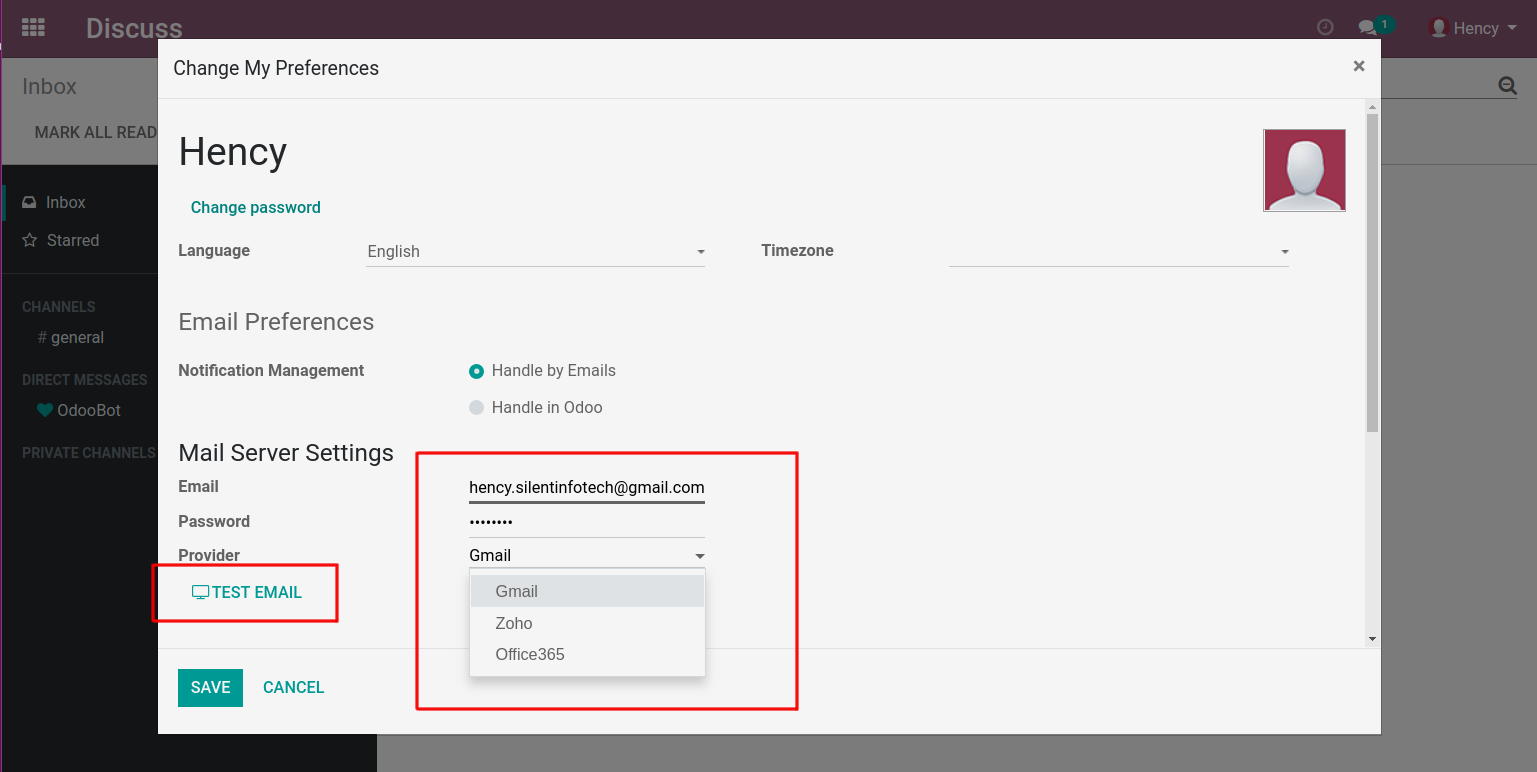 Discuss
1
Hency
Change My Preferences
×
Inbox
MARK ALL READ
Hency
Change password
Inbox
Starred
Language
English
Timezone
CHANNELS
# general
Email Preferences
Notification Management
Handle by Emails
Handle in Odoo
DIRECT MESSAGES
OdooBot
PRIVATE CHANNELS
Mail Server Settings
Email
hency.silentinfotech@gmail.com
Password
••••••••
Provider
Gmail
TEST EMAIL
Gmail
Zoho
Office365
SAVE
CANCEL